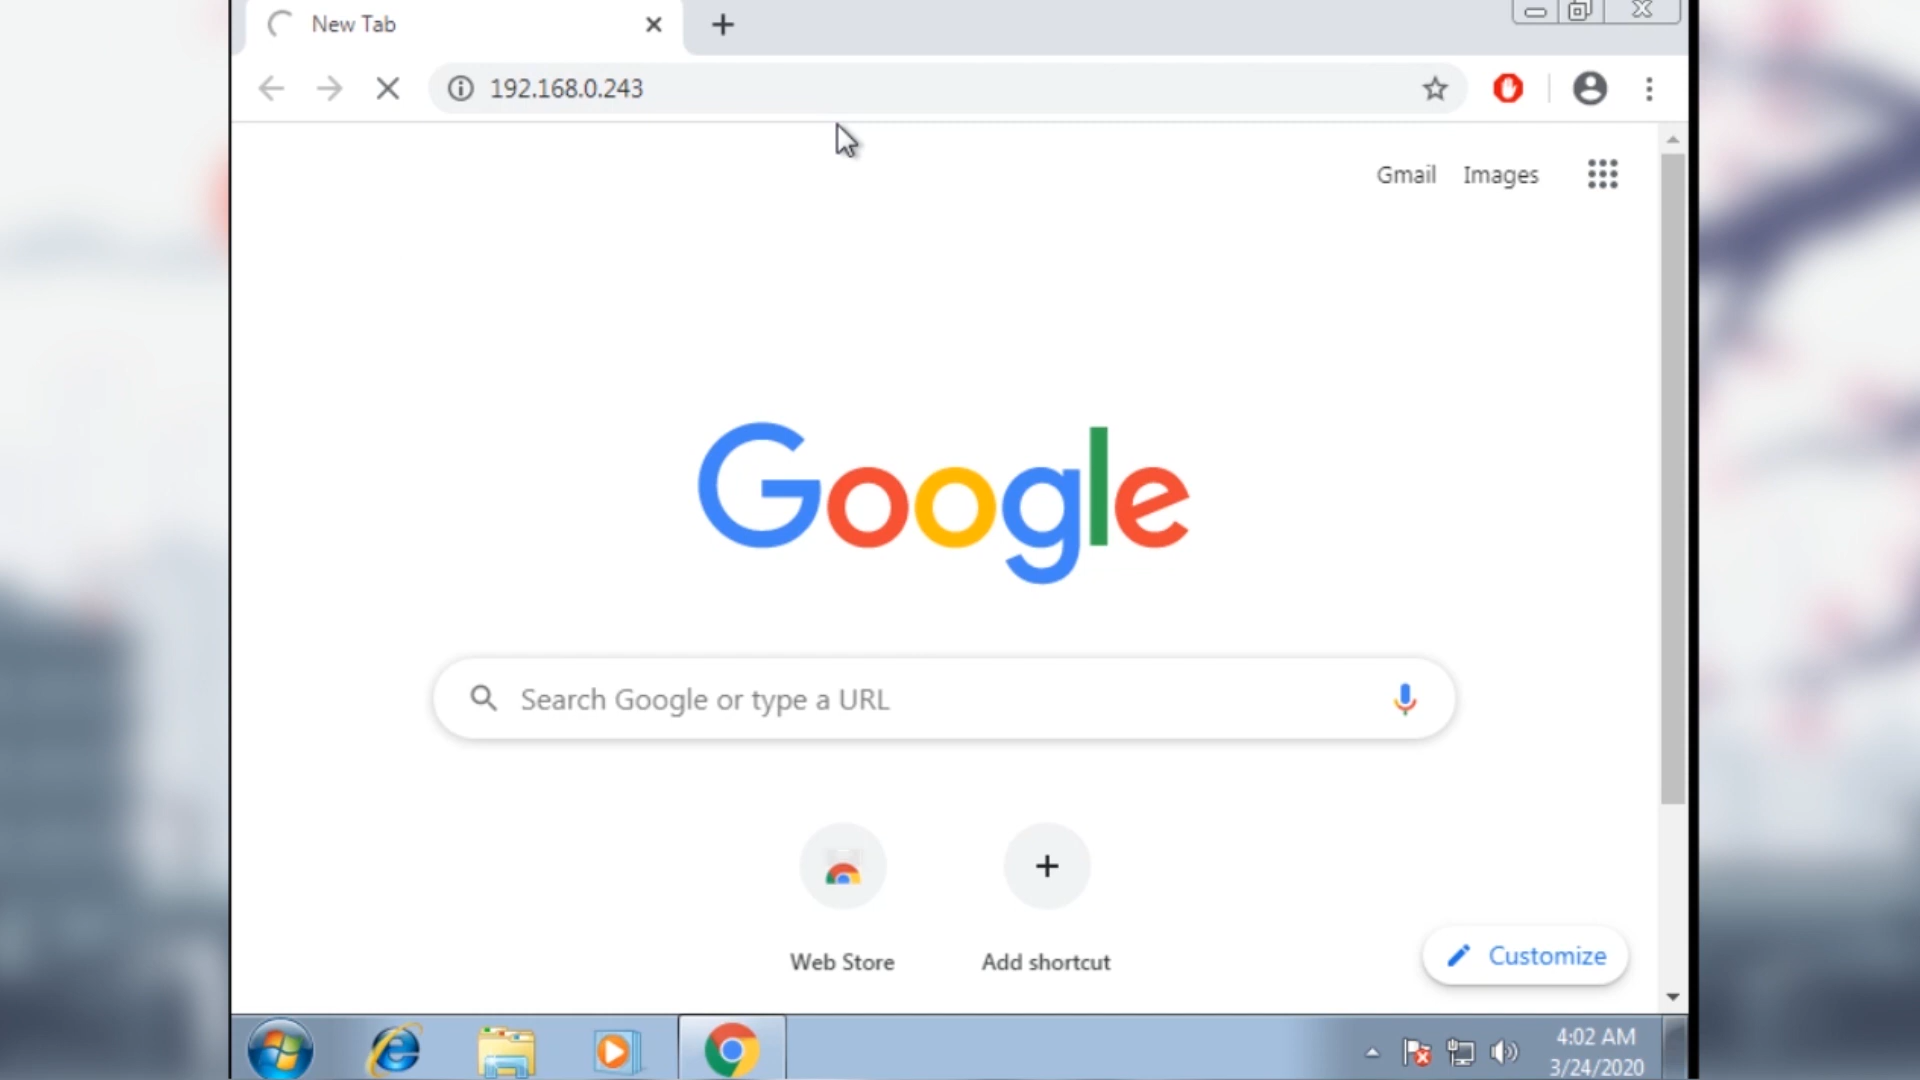 New Tab
192.168.0.243
Gmail Images
Google
Search Google or type a URL
Web Store
Add shortcut
Customize
4:02 AM
3/24/2020